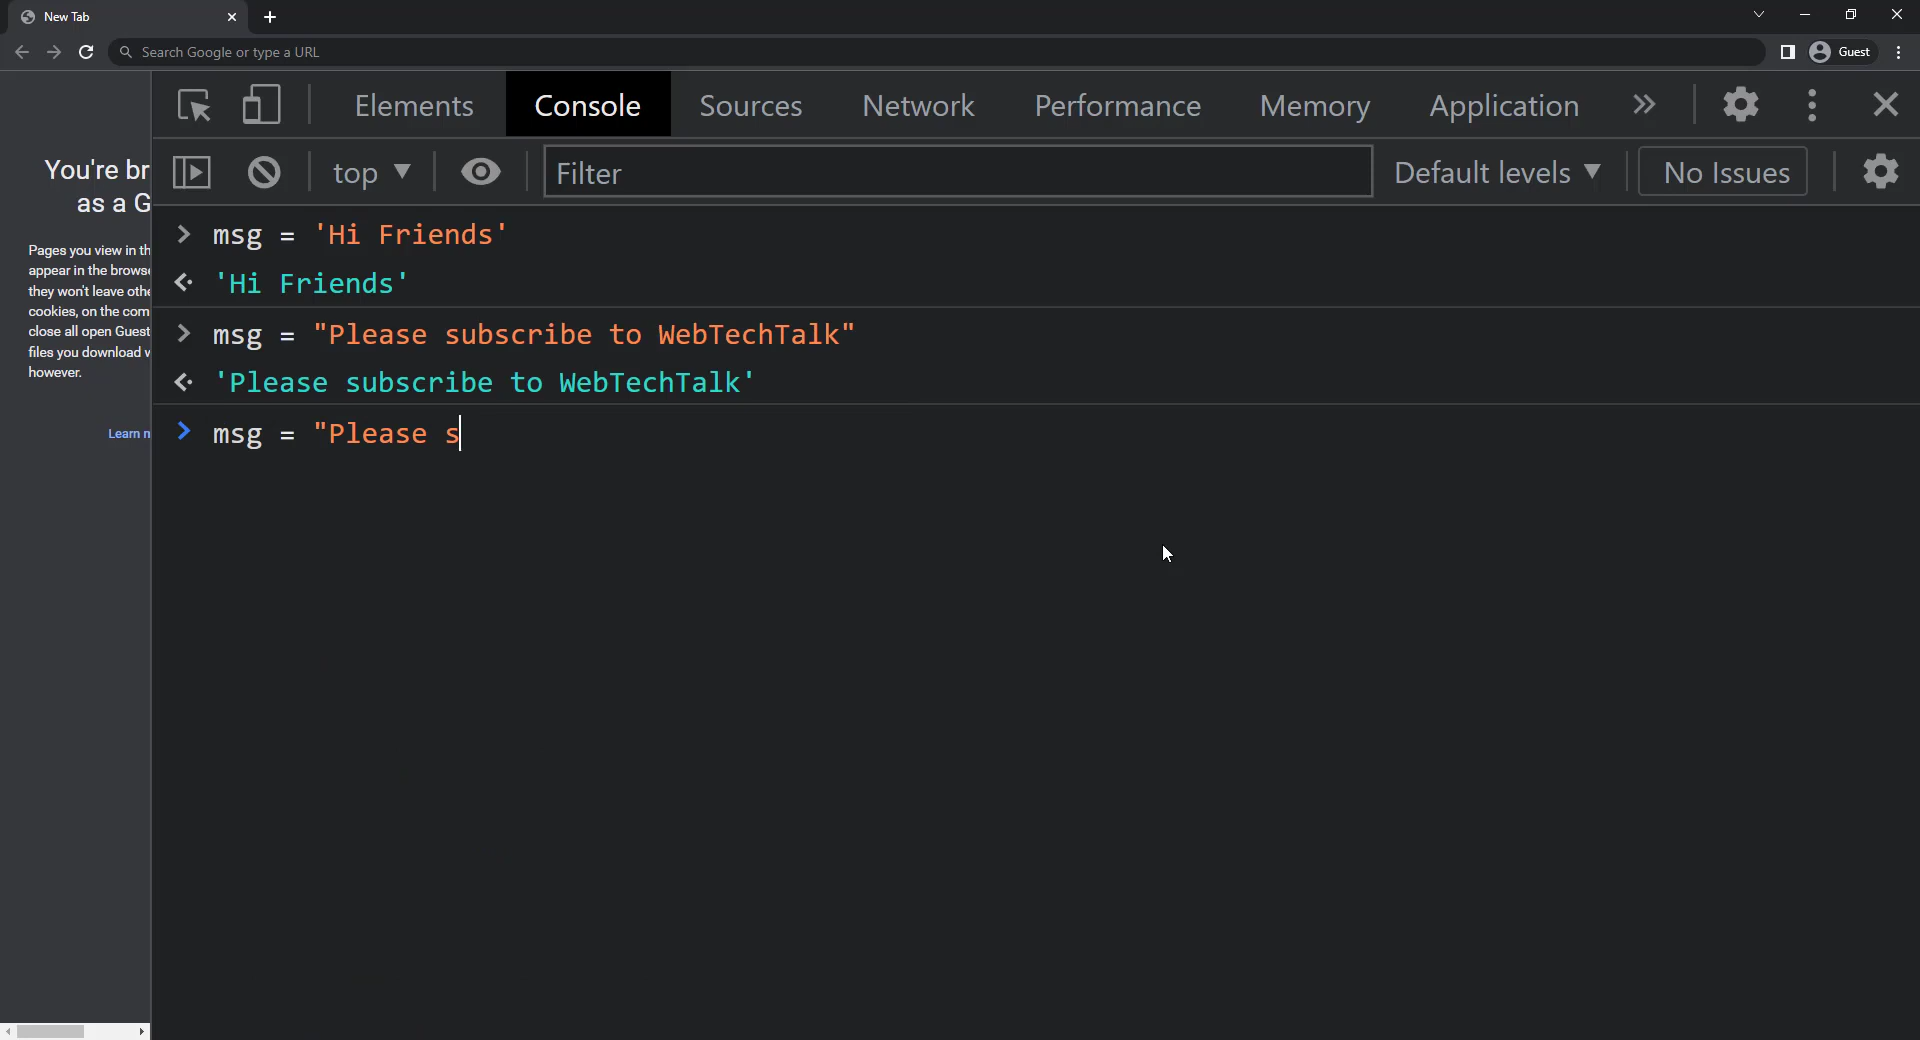 New Tab
Search Google or type a URL
Guest
Elements Console Sources Network Performance Memory Application
top Filter Default levels No Issues
You're br
as a G
Pages you view in th
appear in the brows
they won't leave oth
cookies, on the com
close all open Guest
files you download
however.
Learn
> msg = 'Hi Friends'
'Hi Friends'
> msg = "Please subscribe to WebTechTalk"
'Please subscribe to WebTechTalk'
> msg = "Please s